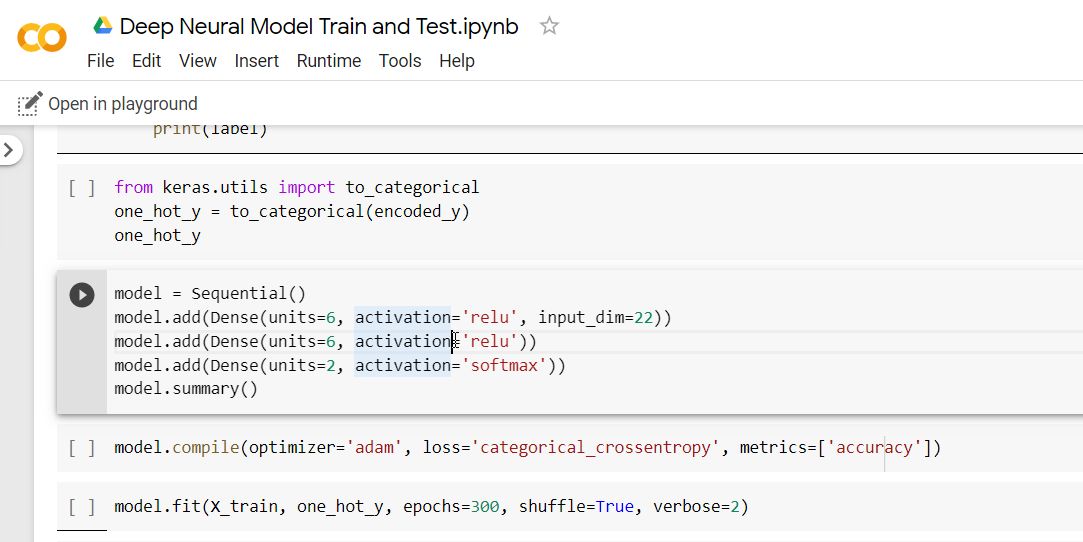 Deep Neural Model Train and Test.ipynb
File Edit View Insert Runtime Tools Help
Open in playground
print(label)
[ ] from keras.utils import to_categorical
one_hot_y = to_categorical(encoded_y)
one_hot_y
model = Sequential()
model.add(Dense(units=6, activation='relu', input_dim=22))
model.add(Dense(units=6, activation='relu'))
model.add(Dense(units=2, activation='softmax'))
model.summary()
[ ] model.compile(optimizer='adam', loss='categorical_crossentropy', metrics=['accuracy'])
[ ] model.fit(X_train, one_hot_y, epochs=300, shuffle=True, verbose=2)